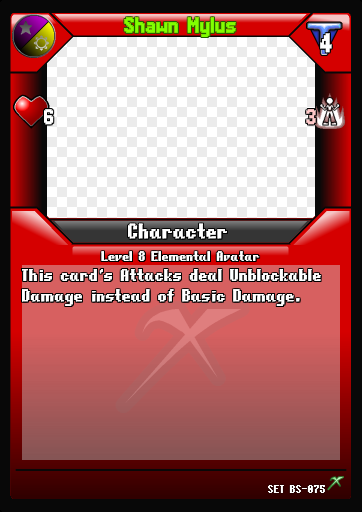 Shawn Mylus
4
6
3
Character
Level 8 Elemental Avatar
This card's Attacks deal Unblockable
Damage instead of Basic Damage.
SET BS-075